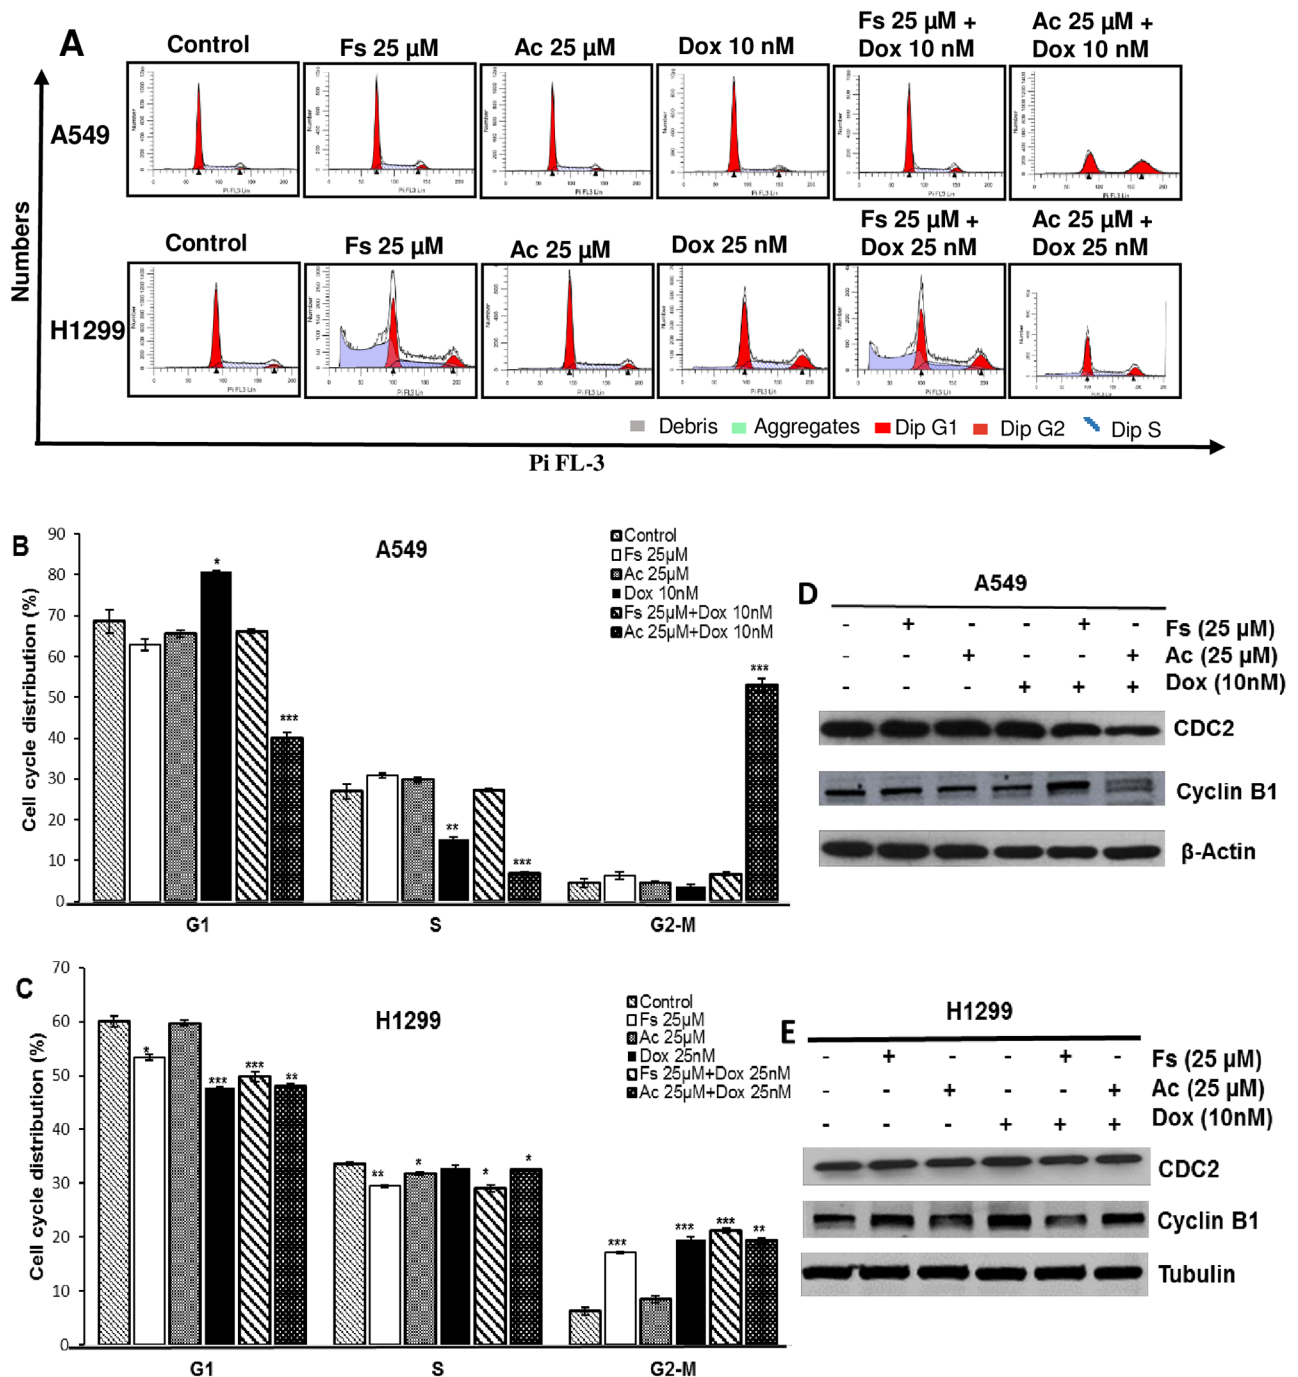 A
Control
Fs 25 µM
Ac 25 µM
Dox 10 nM
Fs 25 µM +
Dox 10 nM
Ac 25 µM +
Dox 10 nM
A549
Control
Fs 25 µM
Ac 25 µM
Dox 25 nM
Fs 25 µM +
Dox 25 nM
Ac 25 µM +
Dox 25 nM
H1299
Numbers
Debris
Aggregates
Dip G1
Dip G2
Dip S
Pi FL-3
B
A549
Cell cycle distribution (%)
90
80
70
60
50
40
30
20
10
0
Control
Fs 25µM
Ac 25µM
Dox 10nM
Fs 25µM+Dox 10nM
Ac 25µM+Dox 10nM
*
***
**
***
***
G1
S
G2-M
D
A549
- + - - + - Fs (25 µM)
- - + - - + Ac (25 µM)
- - - + + + Dox (10nM)
CDC2
Cyclin B1
β-Actin
C
H1299
Cell cycle distribution (%)
70
60
50
40
30
20
10
0
Control
Fs 25µM
Ac 25µM
Dox 25nM
Fs 25µM+Dox 25nM
Ac 25µM+Dox 25nM
*
***
***
**
**
*
*
*
***
***
***
**
G1
S
G2-M
E
H1299
- + - - + - Fs (25 µM)
- - + - - + Ac (25 µM)
- - - + + + Dox (10nM)
CDC2
Cyclin B1
Tubulin